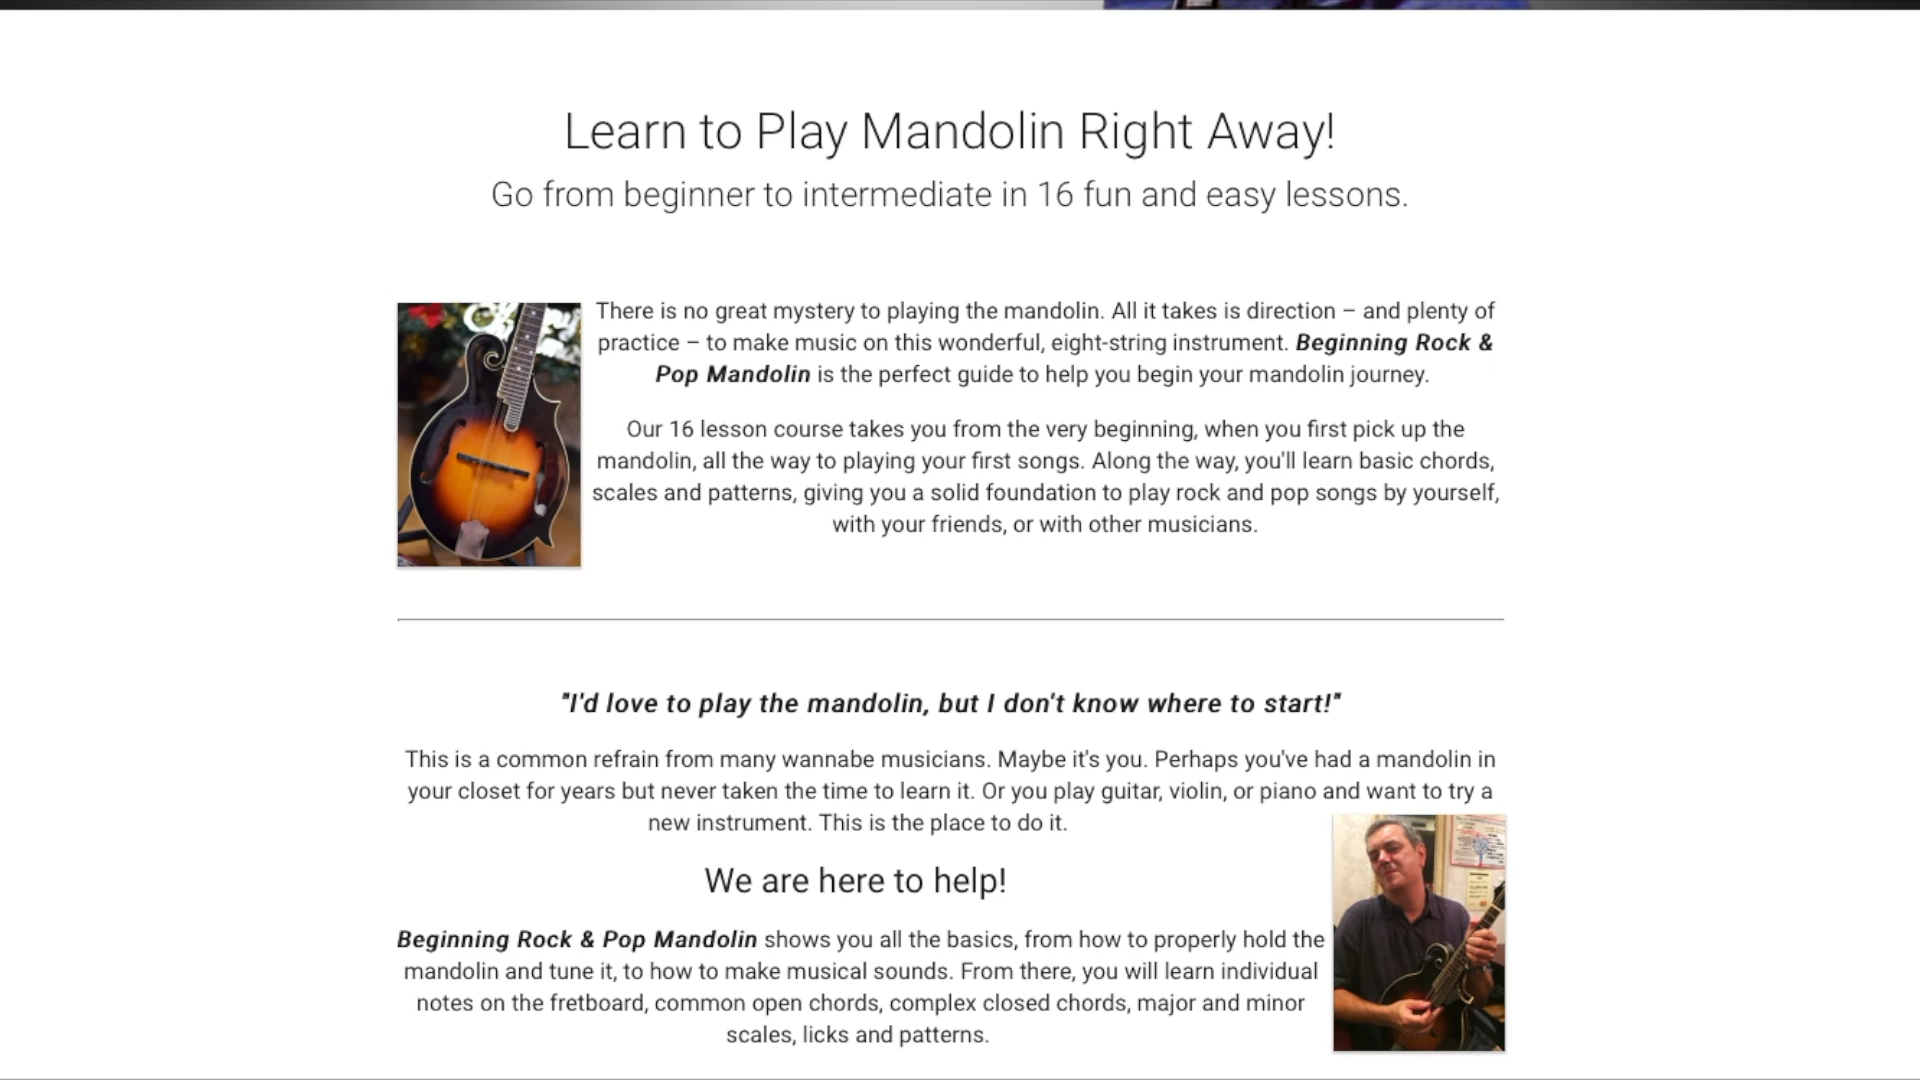 Learn to Play Mandolin Right Away!
Go from beginner to intermediate in 16 fun and easy lessons.
There is no great mystery to playing the mandolin. All it takes is direction – and plenty of
practice – to make music on this wonderful, eight-string instrument. Beginning Rock &
Pop Mandolin is the perfect guide to help you begin your mandolin journey.
Our 16 lesson course takes you from the very beginning, when you first pick up the
mandolin, all the way to playing your first songs. Along the way, you'll learn basic chords,
scales and patterns, giving you a solid foundation to play rock and pop songs by yourself,
with your friends, or with other musicians.
"I'd love to play the mandolin, but I don't know where to start!"
This is a common refrain from many wannabe musicians. Maybe it's you. Perhaps you've had a mandolin in
your closet for years but never taken the time to learn it. Or you play guitar, violin, or piano and want to try a
new instrument. This is the place to do it.
We are here to help!
Beginning Rock & Pop Mandolin shows you all the basics, from how to properly hold the
mandolin and tune it, to how to make musical sounds. From there, you will learn individual
notes on the fretboard, common open chords, complex closed chords, major and minor
scales, licks and patterns.